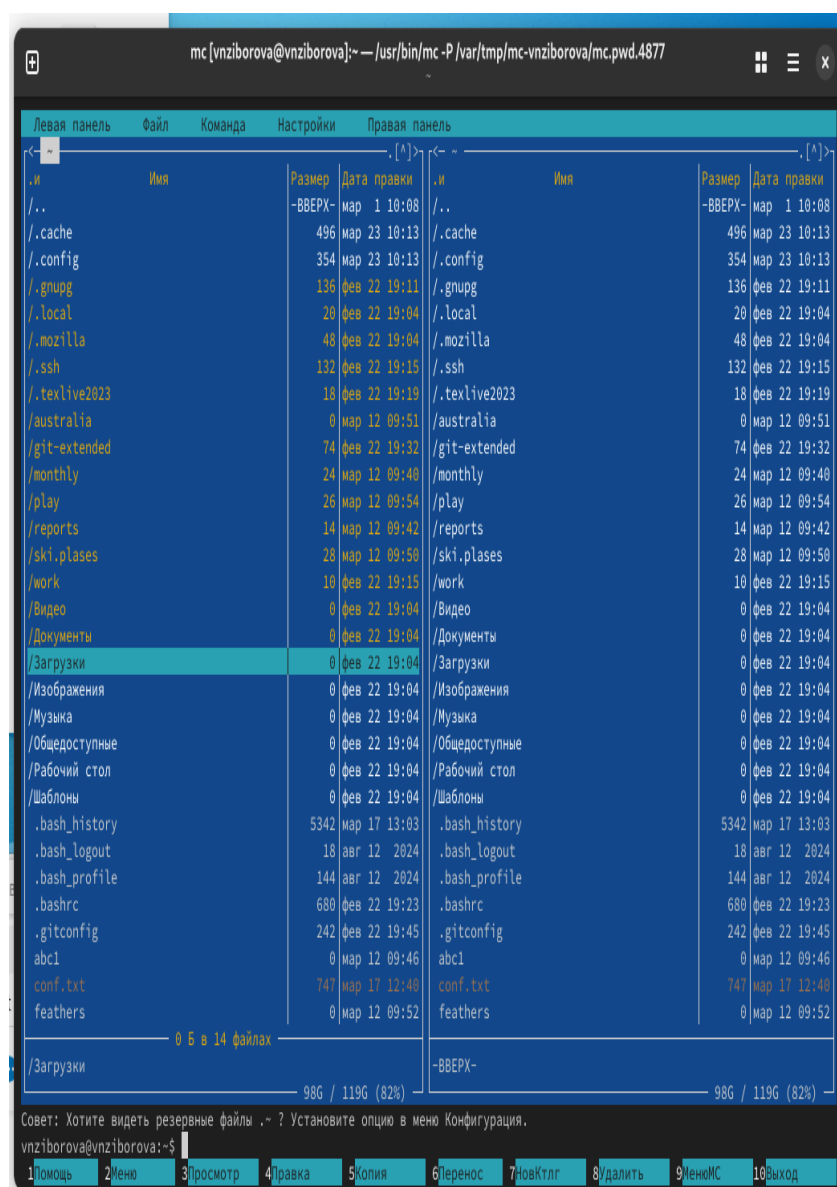 mc [vnziborova@vnziborova]:~ — /usr/bin/mc -P /var/tmp/mc-vnziborova/mc.pwd.4877
~
Левая панель Файл Команда Настройки Правая панель
<- ~ .[^]> <- ~ .[^]>
.и Имя Размер Дата правки .и Имя Размер Дата правки
/.. -ВВЕРХ- мар 1 10:08 /.. -ВВЕРХ- мар 1 10:08
/.cache 496 мар 23 10:13 /.cache 496 мар 23 10:13
/.config 354 мар 23 10:13 /.config 354 мар 23 10:13
/.gnupg 136 фев 22 19:11 /.gnupg 136 фев 22 19:11
/.local 20 фев 22 19:04 /.local 20 фев 22 19:04
/.mozilla 48 фев 22 19:04 /.mozilla 48 фев 22 19:04
/.ssh 132 фев 22 19:15 /.ssh 132 фев 22 19:15
/.texlive2023 18 фев 22 19:19 /.texlive2023 18 фев 22 19:19
/australia 0 мар 12 09:51 /australia 0 мар 12 09:51
/git-extended 74 фев 22 19:32 /git-extended 74 фев 22 19:32
/monthly 24 мар 12 09:40 /monthly 24 мар 12 09:40
/play 26 мар 12 09:54 /play 26 мар 12 09:54
/reports 14 мар 12 09:42 /reports 14 мар 12 09:42
/ski.plases 28 мар 12 09:50 /ski.plases 28 мар 12 09:50
/work 10 фев 22 19:15 /work 10 фев 22 19:15
/Видео 0 фев 22 19:04 /Видео 0 фев 22 19:04
/Документы 0 фев 22 19:04 /Документы 0 фев 22 19:04
/Загрузки 0 фев 22 19:04 /Загрузки 0 фев 22 19:04
/Изображения 0 фев 22 19:04 /Изображения 0 фев 22 19:04
/Музыка 0 фев 22 19:04 /Музыка 0 фев 22 19:04
/Общедоступные 0 фев 22 19:04 /Общедоступные 0 фев 22 19:04
/Рабочий стол 0 фев 22 19:04 /Рабочий стол 0 фев 22 19:04
/Шаблоны 0 фев 22 19:04 /Шаблоны 0 фев 22 19:04
.bash_history 5342 мар 17 13:03 .bash_history 5342 мар 17 13:03
.bash_logout 18 авг 12 2024 .bash_logout 18 авг 12 2024
.bash_profile 144 авг 12 2024 .bash_profile 144 авг 12 2024
.bashrc 680 фев 22 19:23 .bashrc 680 фев 22 19:23
.gitconfig 242 фев 22 19:45 .gitconfig 242 фев 22 19:45
abc1 0 мар 12 09:46 abc1 0 мар 12 09:46
conf.txt 747 мар 17 12:40 conf.txt 747 мар 17 12:40
feathers 0 мар 12 09:52 feathers 0 мар 12 09:52
0 Б в 14 файлах
/Загрузки -ВВЕРХ-
98G / 119G (82%) 98G / 119G (82%)
Совет: Хотите видеть резервные файлы .~ ? Установите опцию в меню Конфигурация.
vnziborova@vnziborova:~$
1Помощь 2Меню 3Просмотр 4Правка 5Копия 6Перенос 7НовКтлг 8Удалить 9МенюМС 10Выход